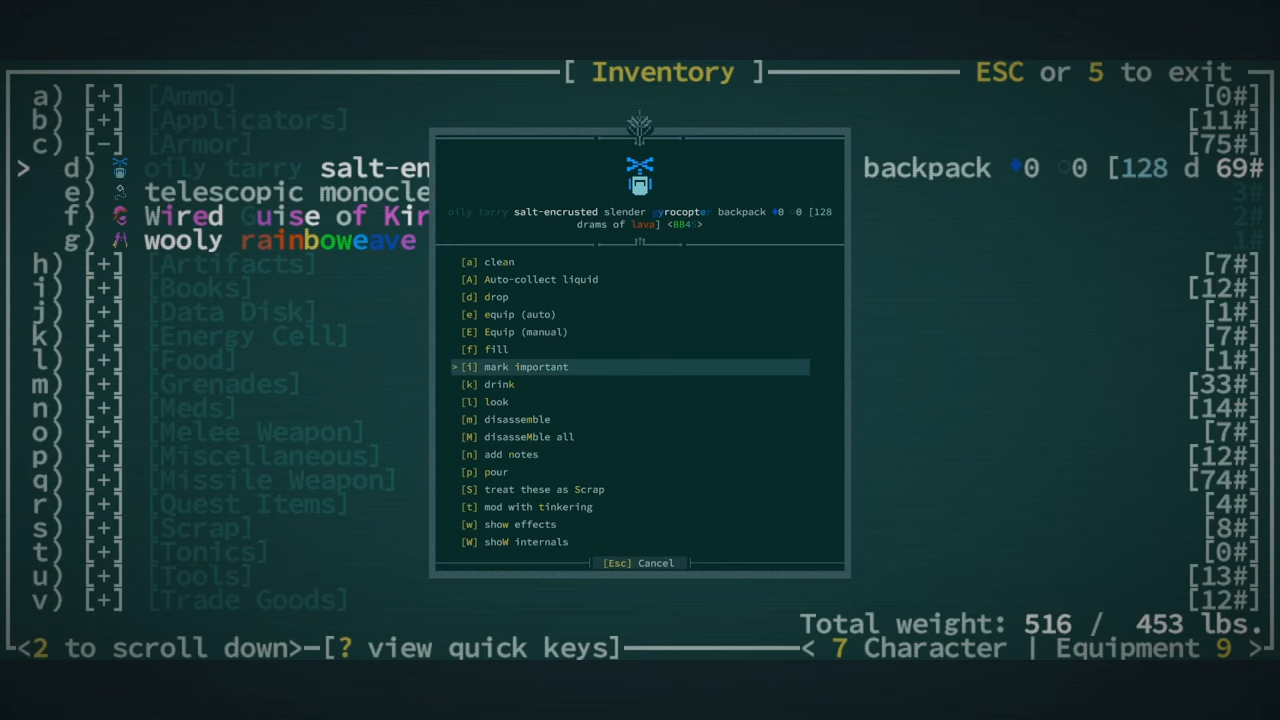 [ Inventory ] ESC or 5 to exit
a) [+] [Ammo] [0#]
b) [+] [Applicators] [11#]
c) [-] [Armor] [75#]
> d) oily tarry salt-en backpack ♦0 ○0 [128 d 69#
e) telescopic monocle 3#
f) Wired Guise of Kir 2#
g) wooly rainboweave 1#
h) [+] [Artifacts] [7#]
i) [+] [Books] [12#]
j) [+] [Data Disk] [1#]
k) [+] [Energy Cell] [7#]
l) [+] [Food] [1#]
m) [+] [Grenades] [33#]
n) [+] [Meds] [14#]
o) [+] [Melee Weapon] [7#]
p) [+] [Miscellaneous] [12#]
q) [+] [Missile Weapon] [74#]
r) [+] [Quest Items] [4#]
s) [+] [Scrap] [8#]
t) [+] [Tonics] [0#]
u) [+] [Tools] [13#]
v) [+] [Trade Goods] [12#]
Total weight: 516 / 453 lbs.
<2 to scroll down> [? view quick keys] < 7 Character | Equipment 9 >
oily tarry salt-encrusted slender gyrocopter backpack ♦0 ○0 [128
drams of lava] <BB45>
[a] clean
[A] Auto-collect liquid
[d] drop
[e] equip (auto)
[E] Equip (manual)
[f] fill
> [i] mark important
[k] drink
[l] look
[m] disassemble
[M] disasseMble all
[n] add notes
[p] pour
[S] treat these as Scrap
[t] mod with tinkering
[w] show effects
[W] shoW internals
[Esc] Cancel